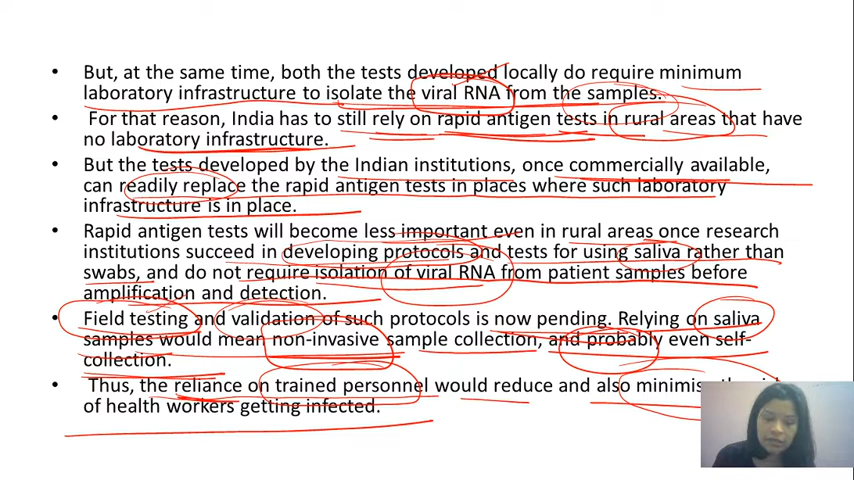 • But, at the same time, both the tests developed locally do require minimum
laboratory infrastructure to isolate the viral RNA from the samples.
• For that reason, India has to still rely on rapid antigen tests in rural areas that have
no laboratory infrastructure.
• But the tests developed by the Indian institutions, once commercially available,
can readily replace the rapid antigen tests in places where such laboratory
infrastructure is in place.
• Rapid antigen tests will become less important even in rural areas once research
institutions succeed in developing protocols and tests for using saliva rather than
swabs, and do not require isolation of viral RNA from patient samples before
amplification and detection.
• Field testing and validation of such protocols is now pending. Relying on saliva
samples would mean non-invasive sample collection, and probably even self-
collection.
• Thus, the reliance on trained personnel would reduce and also
of health workers getting infected.